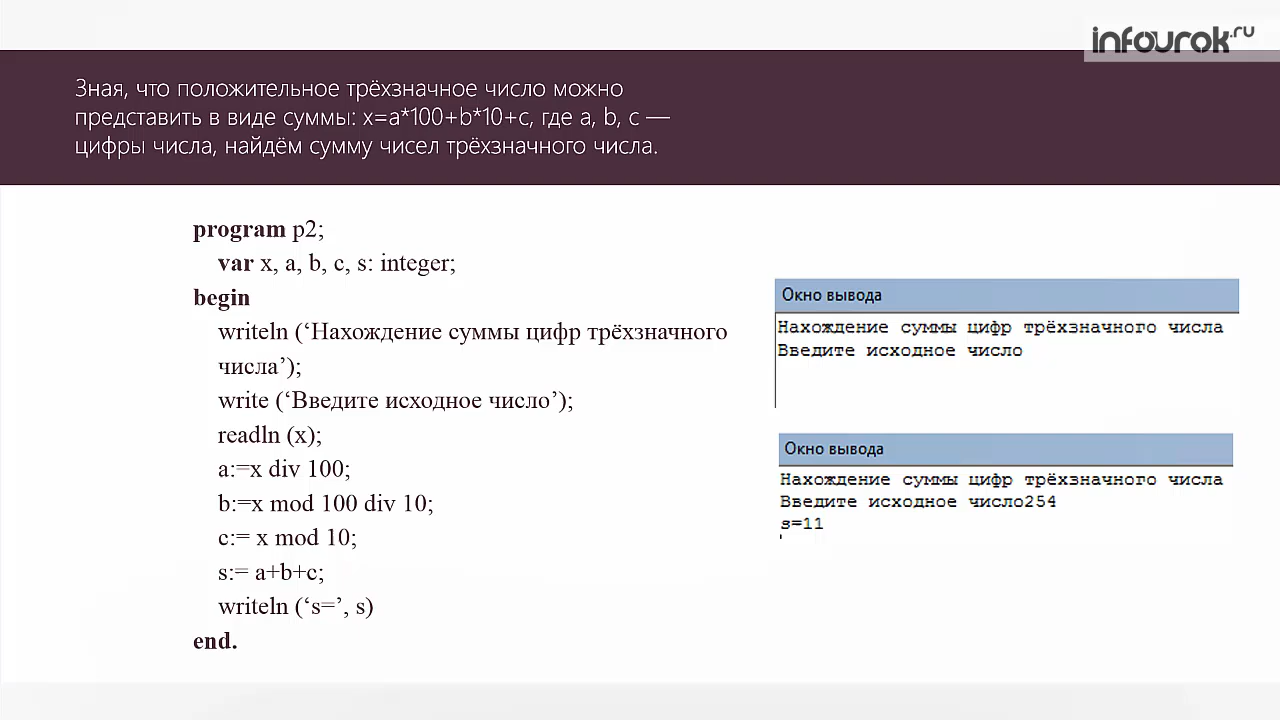 infourok.ru
Зная, что положительное трёхзначное число можно
представить в виде суммы: x=a*100+b*10+c, где a, b, c —
цифры числа, найдём сумму чисел трёхзначного числа.
program p2;
var x, a, b, c, s: integer;
begin
writeln (‘Нахождение суммы цифр трёхзначного
числа’);
write (‘Введите исходное число’);
readln (x);
a:=x div 100;
b:=x mod 100 div 10;
c:= x mod 10;
s:= a+b+c;
writeln (‘s=’, s)
end.
Окно вывода
Нахождение суммы цифр трёхзначного числа
Введите исходное число
Окно вывода
Нахождение суммы цифр трёхзначного числа
Введите исходное число254
s=11